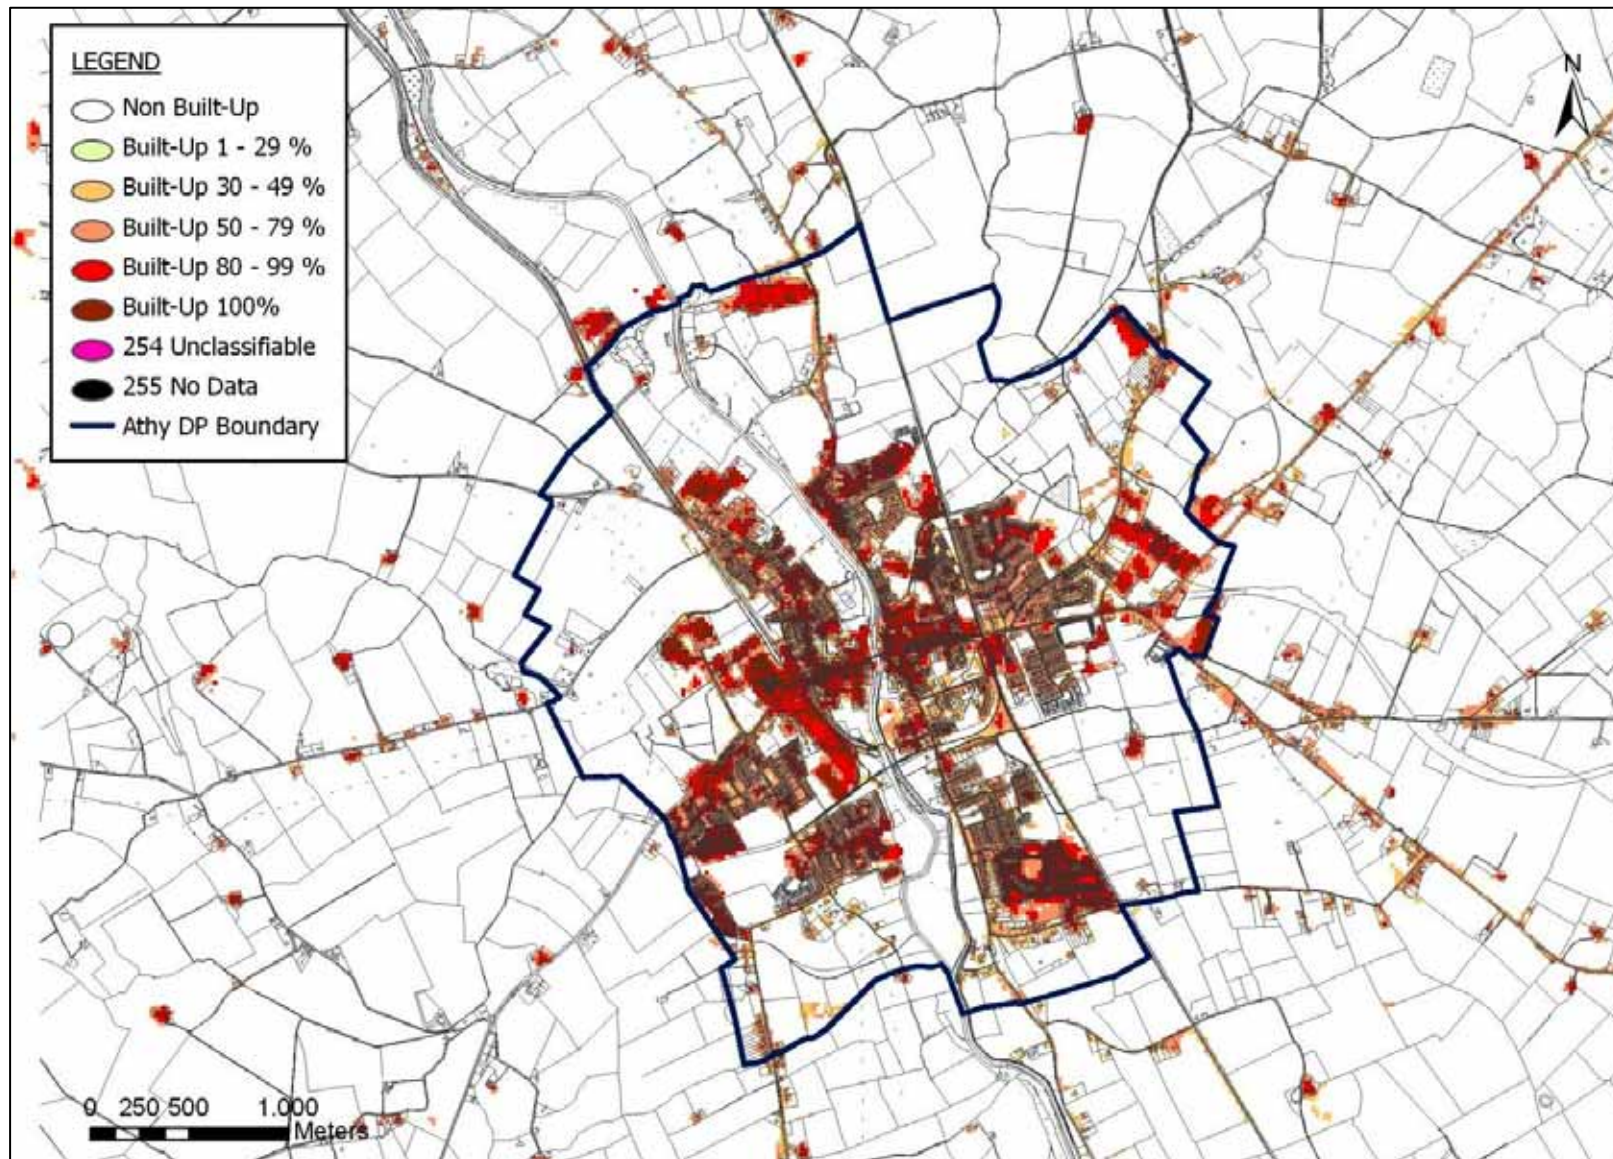 LEGEND
Non Built-Up
Built-Up 1 - 29 %
Built-Up 30 - 49 %
Built-Up 50 - 79 %
Built-Up 80 - 99 %
Built-Up 100%
254 Unclassifiable
255 No Data
Athy DP Boundary
N
0 250 500 1.000
Meters